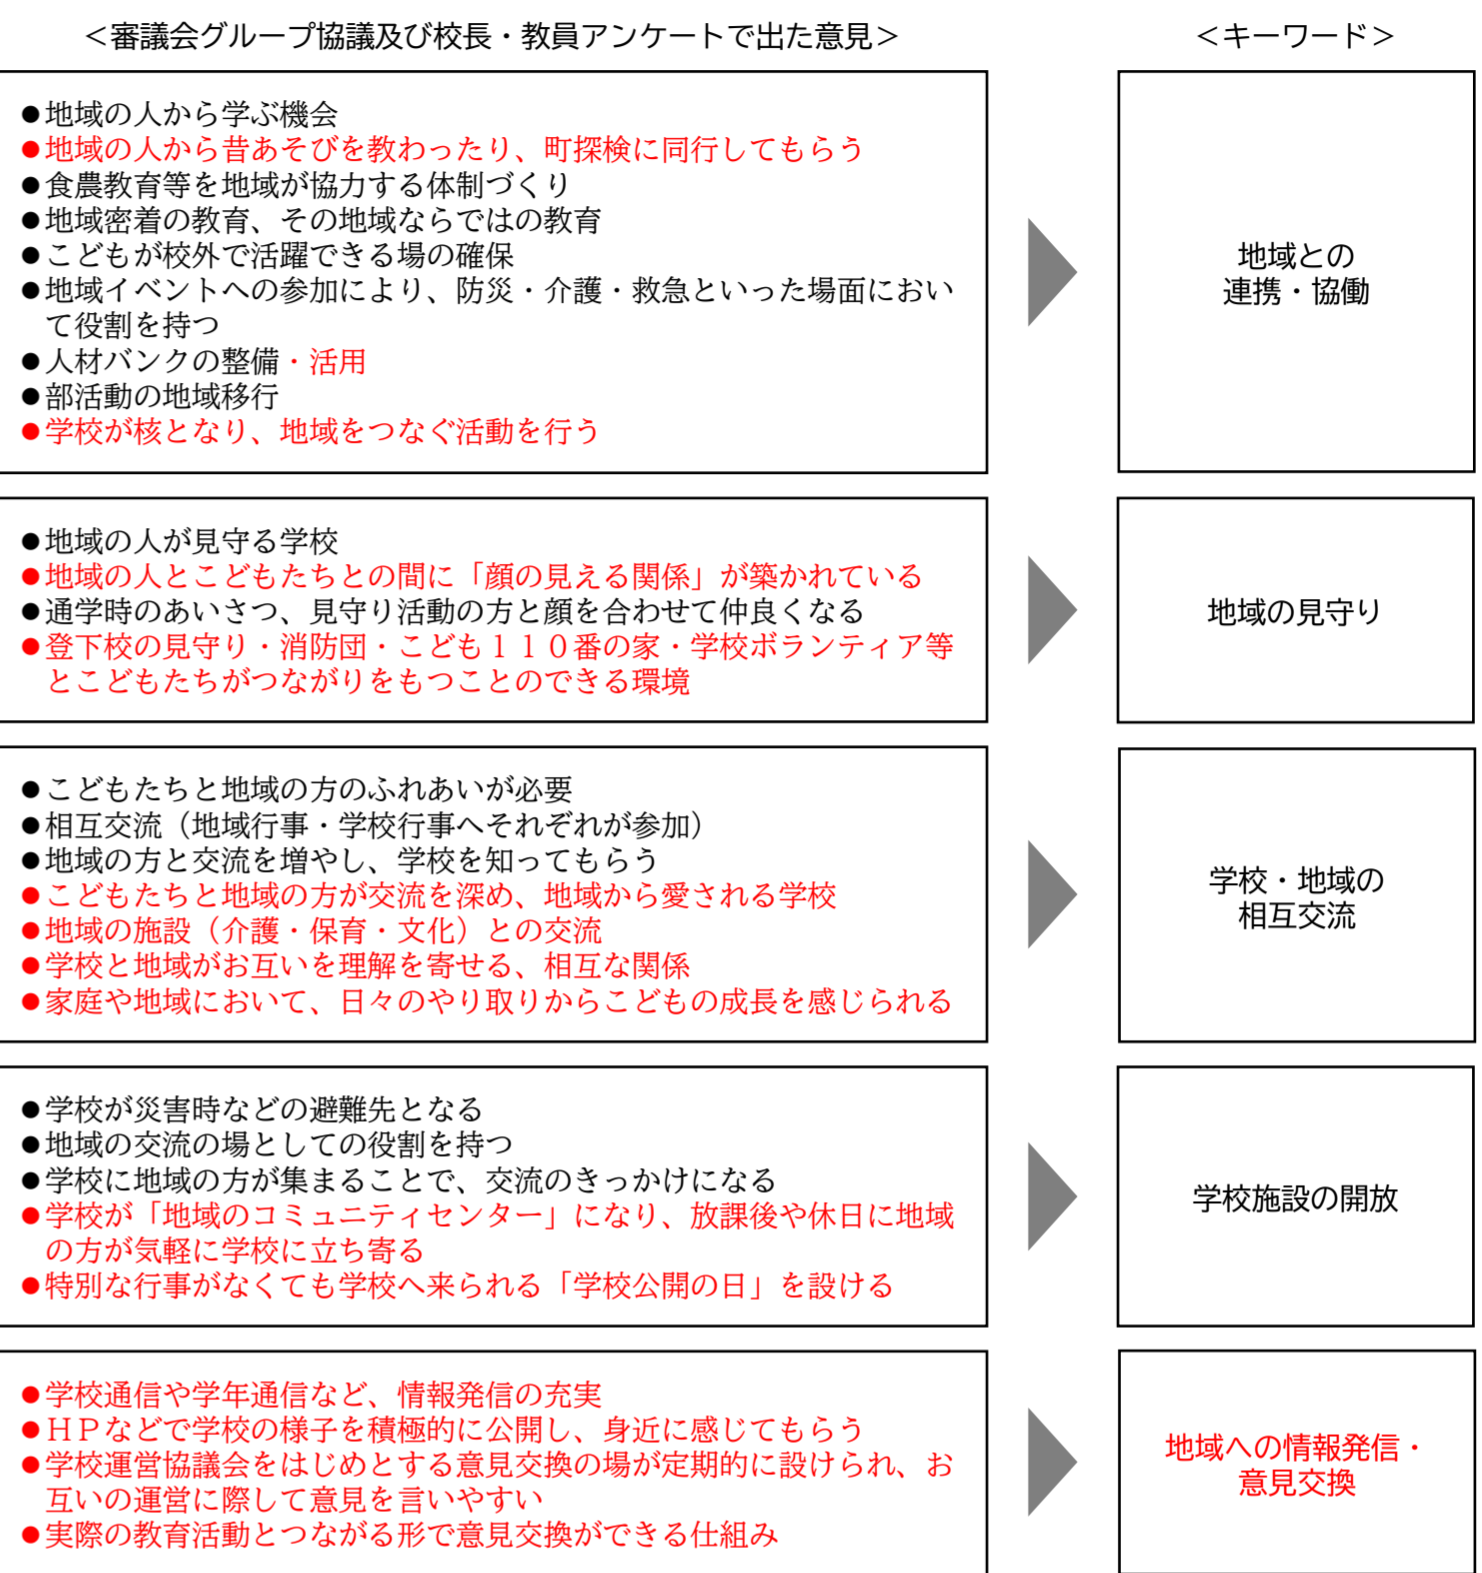 ＜審議会グループ協議及び校長・教員アンケートで出た意見＞
＜キーワード＞
●地域の人から学ぶ機会
●地域の人から昔あそびを教わったり、町探検に同行してもらう
●食農教育等を地域が協力する体制づくり
●地域密着の教育、その地域ならではの教育
●こどもが校外で活躍できる場の確保
●地域イベントへの参加により、防災・介護・救急といった場面におい
て役割を持つ
●人材バンクの整備・活用
●部活動の地域移行
●学校が核となり、地域をつなぐ活動を行う
地域との
連携・協働
●地域の人が見守る学校
●地域の人とこどもたちとの間に「顔の見える関係」が築かれている
●通学時のあいさつ、見守り活動の方と顔を合わせて仲良くなる
●登下校の見守り・消防団・こども１１０番の家・学校ボランティア等
とこどもたちがつながりをもつことのできる環境
地域の見守り
●こどもたちと地域の方のふれあいが必要
●相互交流（地域行事・学校行事へそれぞれが参加）
●地域の方と交流を増やし、学校を知ってもらう
●こどもたちと地域の方が交流を深め、地域から愛される学校
●地域の施設（介護・保育・文化）との交流
●学校と地域がお互いを理解を寄せる、相互な関係
●家庭や地域において、日々のやり取りからこどもの成長を感じられる
学校・地域の
相互交流
●学校が災害時などの避難先となる
●地域の交流の場としての役割を持つ
●学校に地域の方が集まることで、交流のきっかけになる
●学校が「地域のコミュニティセンター」になり、放課後や休日に地域
の方が気軽に学校に立ち寄る
●特別な行事がなくても学校へ来られる「学校公開の日」を設ける
学校施設の開放
●学校通信や学年通信など、情報発信の充実
●ＨＰなどで学校の様子を積極的に公開し、身近に感じてもらう
●学校運営協議会をはじめとする意見交換の場が定期的に設けられ、お
互いの運営に際して意見を言いやすい
●実際の教育活動とつながる形で意見交換ができる仕組み
地域への情報発信・
意見交換